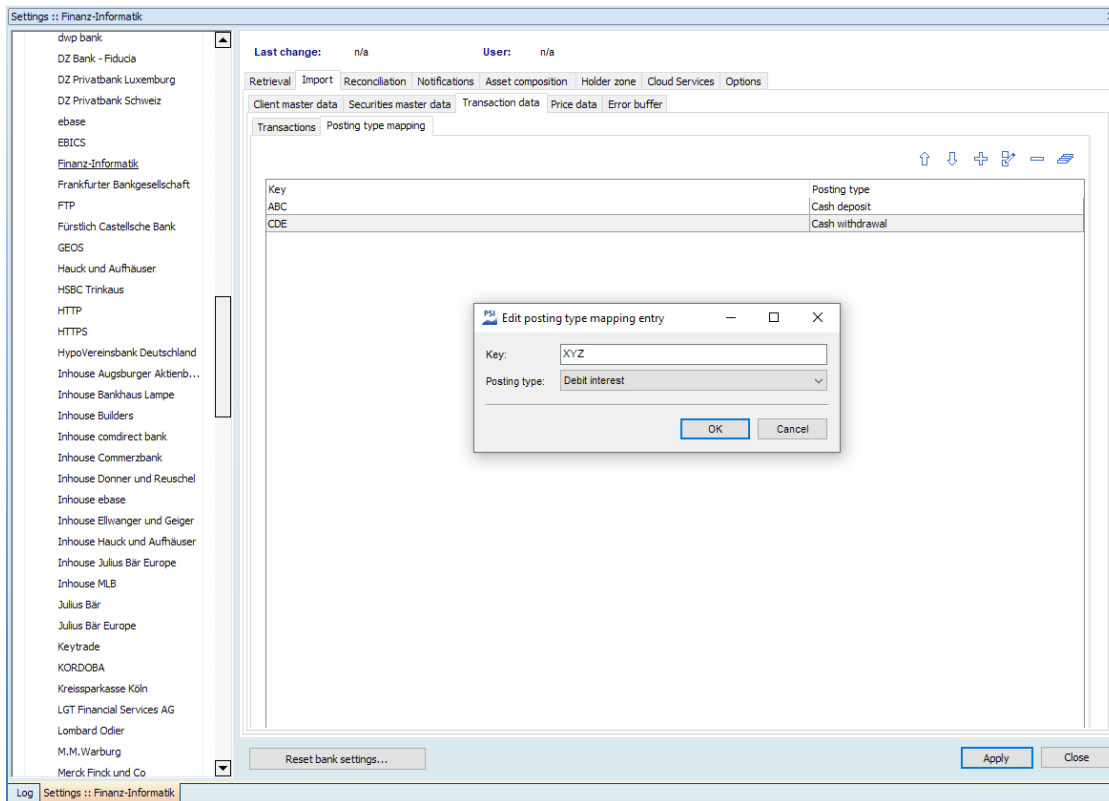 Settings :: Finanz-Informatik
dwp bank
DZ Bank - Fiducia
DZ Privatbank Luxemburg
DZ Privatbank Schweiz
ebase
EBICS
Finanz-Informatik
Frankfurter Bankgesellschaft
FTP
Fürstlich Castellsche Bank
GEOS
Hauck und Aufhäuser
HSBC Trinkaus
HTTP
HTTPS
HypoVereinsbank Deutschland
Inhouse Augsburger Aktienb...
Inhouse Bankhaus Lampe
Inhouse Builders
Inhouse comdirect bank
Inhouse Commerzbank
Inhouse Donner und Reuschel
Inhouse ebase
Inhouse Ellwanger und Geiger
Inhouse Hauck und Aufhäuser
Inhouse Julius Bär Europe
Inhouse MLB
Julius Bär
Julius Bär Europe
Keytrade
KORDOBA
Kreissparkasse Köln
LGT Financial Services AG
Lombard Odier
M.M.Warburg
Merck Finck und Co
Last change: n/a User: n/a
Retrieval Import Reconciliation Notifications Asset composition Holder zone Cloud Services Options
Client master data Securities master data Transaction data Price data Error buffer
Transactions Posting type mapping
Key Posting type
ABC Cash deposit
CDE Cash withdrawal
PSI Edit posting type mapping entry
Key: XYZ
Posting type: Debit interest
OK Cancel
Reset bank settings... Apply Close
Log Settings :: Finanz-Informatik